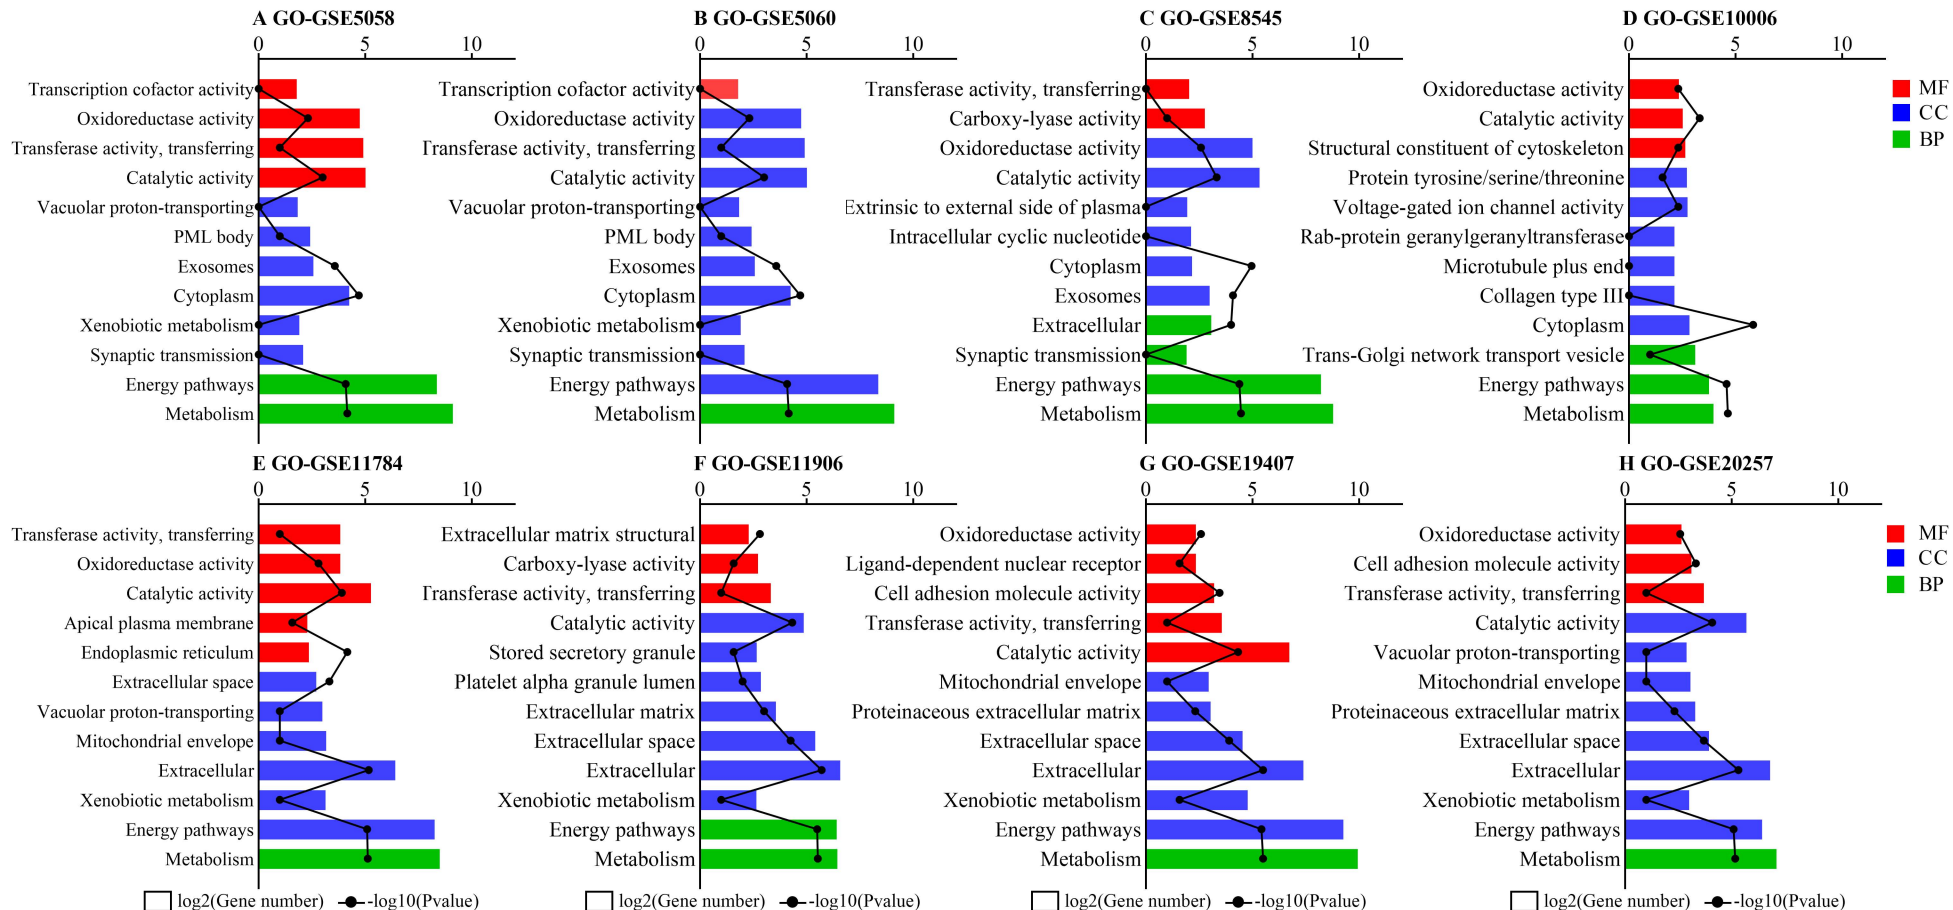 A GO-GSE5058
0 5 10
Transcription cofactor activity
Oxidoreductase activity
Transferase activity, transferring
Catalytic activity
Vacuolar proton-transporting
PML body
Exosomes
Cytoplasm
Xenobiotic metabolism
Synaptic transmission
Energy pathways
Metabolism
B GO-GSE5060
0 5 10
Transcription cofactor activity
Oxidoreductase activity
Transferase activity, transferring
Catalytic activity
Vacuolar proton-transporting
PML body
Exosomes
Cytoplasm
Xenobiotic metabolism
Synaptic transmission
Energy pathways
Metabolism
C GO-GSE8545
0 5 10
Transferase activity, transferring
Carboxy-lyase activity
Oxidoreductase activity
Catalytic activity
Extrinsic to external side of plasma
Intracellular cyclic nucleotide
Cytoplasm
Exosomes
Extracellular
Synaptic transmission
Energy pathways
Metabolism
D GO-GSE10006
0 5 10
Oxidoreductase activity
Catalytic activity
Structural constituent of cytoskeleton
Protein tyrosine/serine/threonine
Voltage-gated ion channel activity
Rab-protein geranylgeranyltransferase
Microtubule plus end
Collagen type III
Cytoplasm
Trans-Golgi network transport vesicle
Energy pathways
Metabolism
MF
CC
BP
E GO-GSE11784
0 5 10
Transferase activity, transferring
Oxidoreductase activity
Catalytic activity
Apical plasma membrane
Endoplasmic reticulum
Extracellular space
Vacuolar proton-transporting
Mitochondrial envelope
Extracellular
Xenobiotic metabolism
Energy pathways
Metabolism
log2(Gene number) -log10(Pvalue)
F GO-GSE11906
0 5 10
Extracellular matrix structural
Carboxy-lyase activity
Transferase activity, transferring
Catalytic activity
Stored secretory granule
Platelet alpha granule lumen
Extracellular matrix
Extracellular space
Extracellular
Xenobiotic metabolism
Energy pathways
Metabolism
log2(Gene number) -log10(Pvalue)
G GO-GSE19407
0 5 10
Oxidoreductase activity
Ligand-dependent nuclear receptor
Cell adhesion molecule activity
Transferase activity, transferring
Catalytic activity
Mitochondrial envelope
Proteinaceous extracellular matrix
Extracellular space
Extracellular
Xenobiotic metabolism
Energy pathways
Metabolism
log2(Gene number) -log10(Pvalue)
H GO-GSE20257
0 5 10
Oxidoreductase activity
Cell adhesion molecule activity
Transferase activity, transferring
Catalytic activity
Vacuolar proton-transporting
Mitochondrial envelope
Proteinaceous extracellular matrix
Extracellular space
Extracellular
Xenobiotic metabolism
Energy pathways
Metabolism
MF
CC
BP
log2(Gene number) -log10(Pvalue)